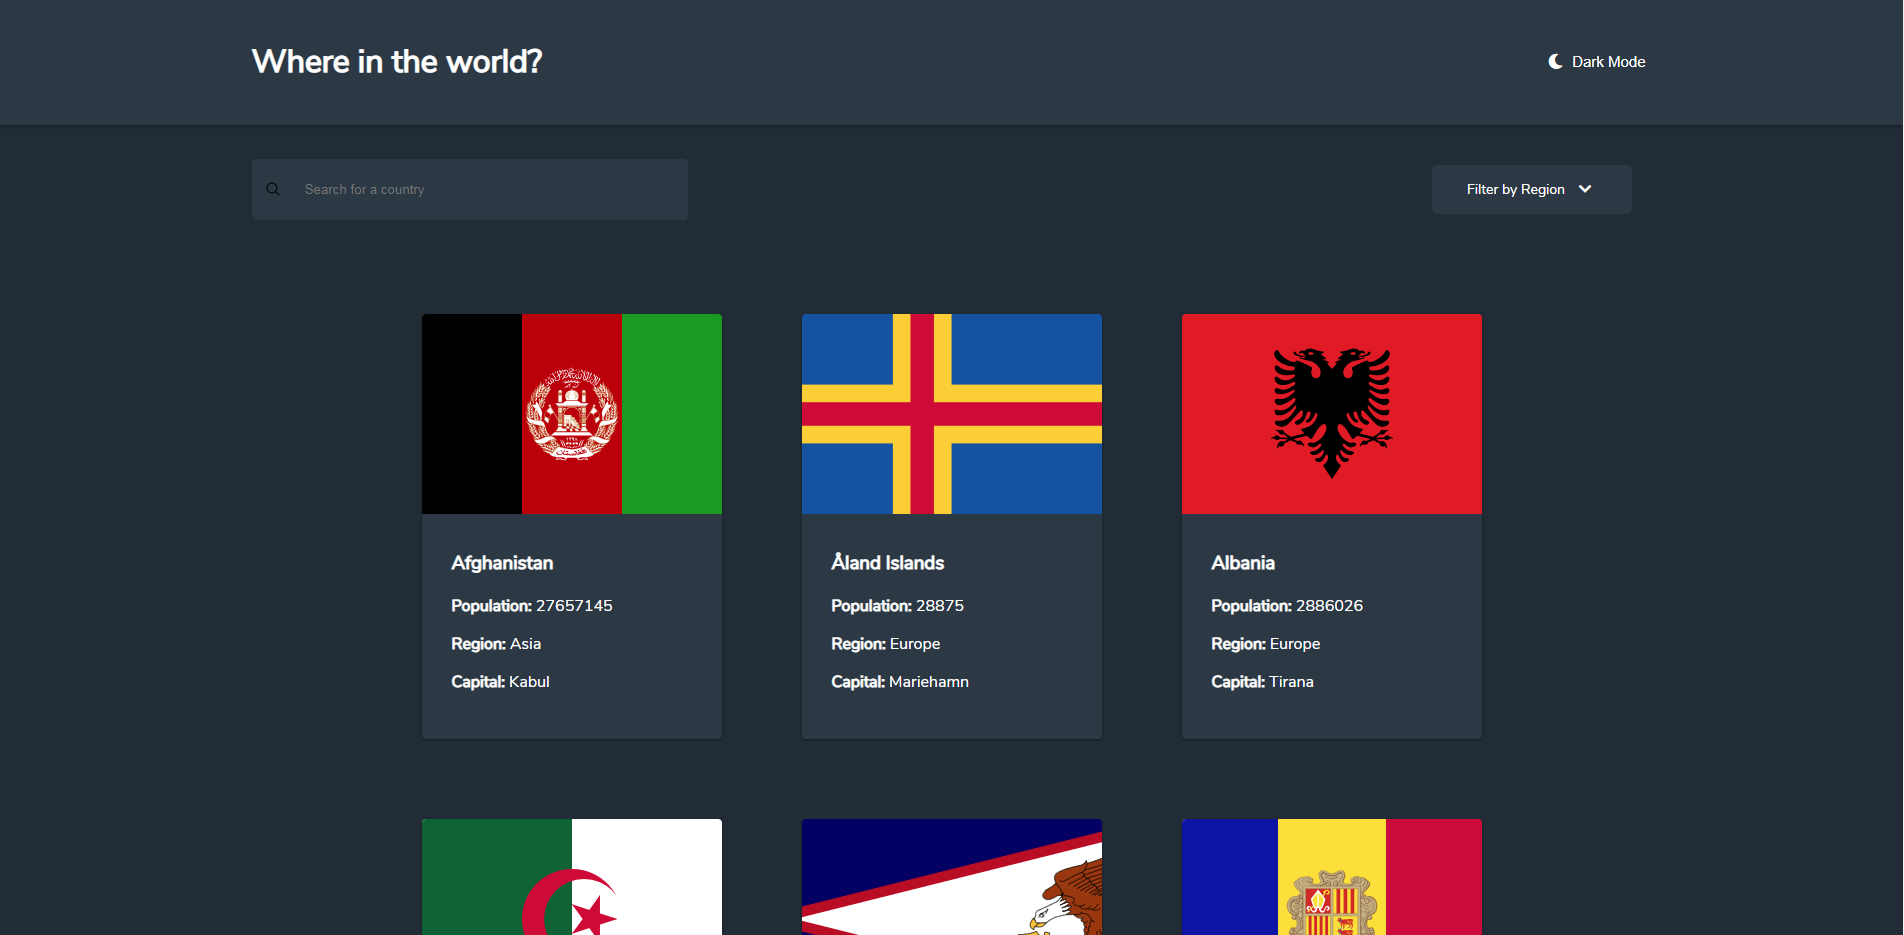 Where in the world?
Dark Mode
Search for a country
Filter by Region
Afghanistan
Population: 27657145
Region: Asia
Capital: Kabul
Åland Islands
Population: 28875
Region: Europe
Capital: Mariehamn
Albania
Population: 2886026
Region: Europe
Capital: Tirana